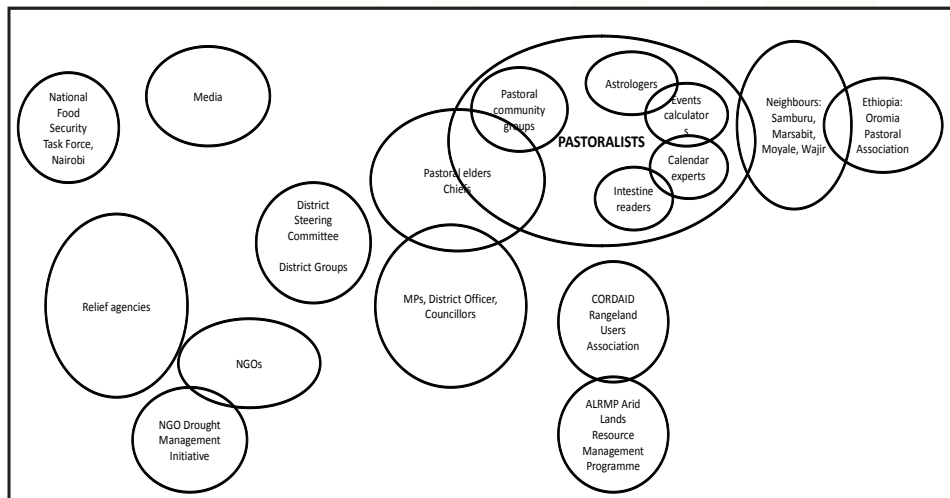 National
Food
Security
Task Force,
Nairobi
Media
Pastoral
community
groups
Astrologers
Events
calculator
s
PASTORALISTS
Calendar
experts
Intestine
readers
Neighbours:
Samburu,
Marsabit,
Moyale, Wajir
Ethiopia:
Oromia
Pastoral
Association
Pastoral elders
Chiefs
District
Steering
Committee
District Groups
Relief agencies
MPs, District Officer,
Councillors
CORDAID
Rangeland
Users
Association
NGOs
NGO Drought
Management
Initiative
ALRMP Arid
Lands
Resource
Management
Programme